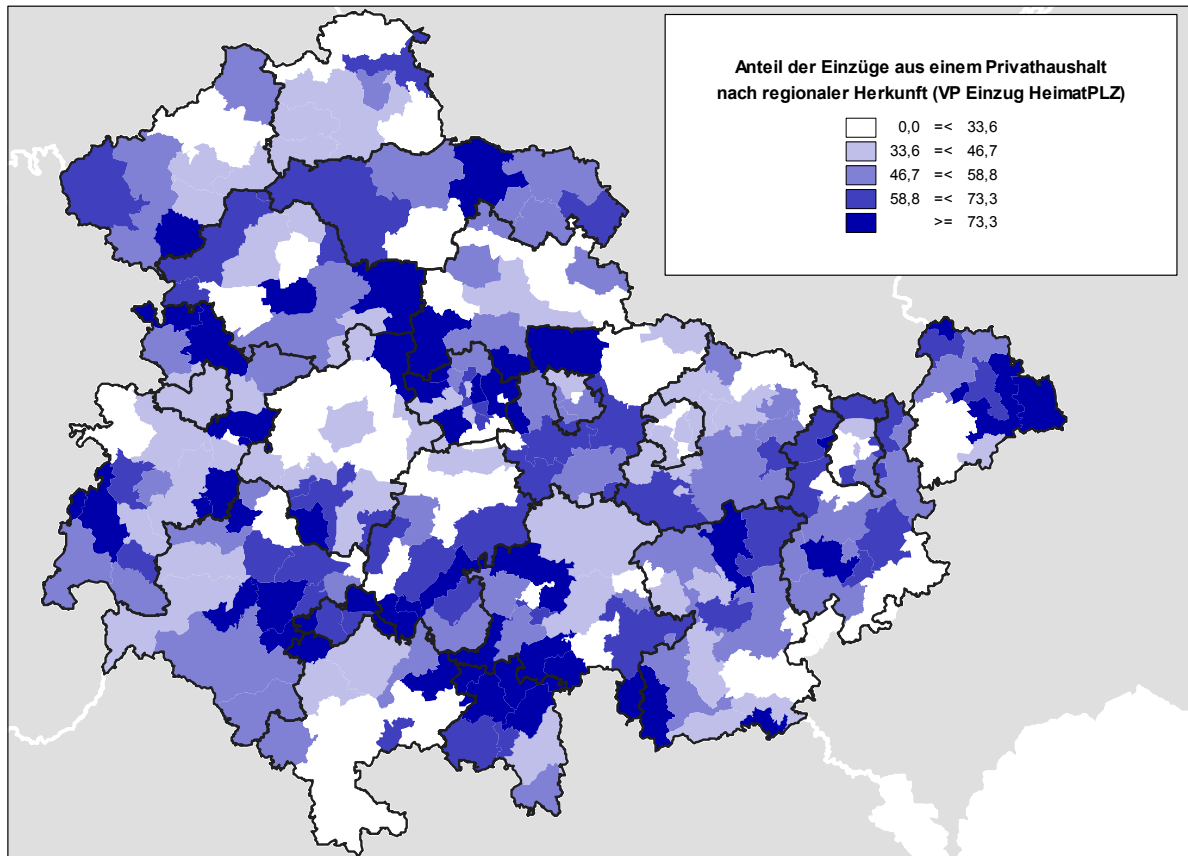 Anteil der Einzüge aus einem Privathaushalt
nach regionaler Herkunft (VP Einzug HeimatPLZ)
0,0 =< 33,6
33,6 =< 46,7
46,7 =< 58,8
58,8 =< 73,3
>= 73,3